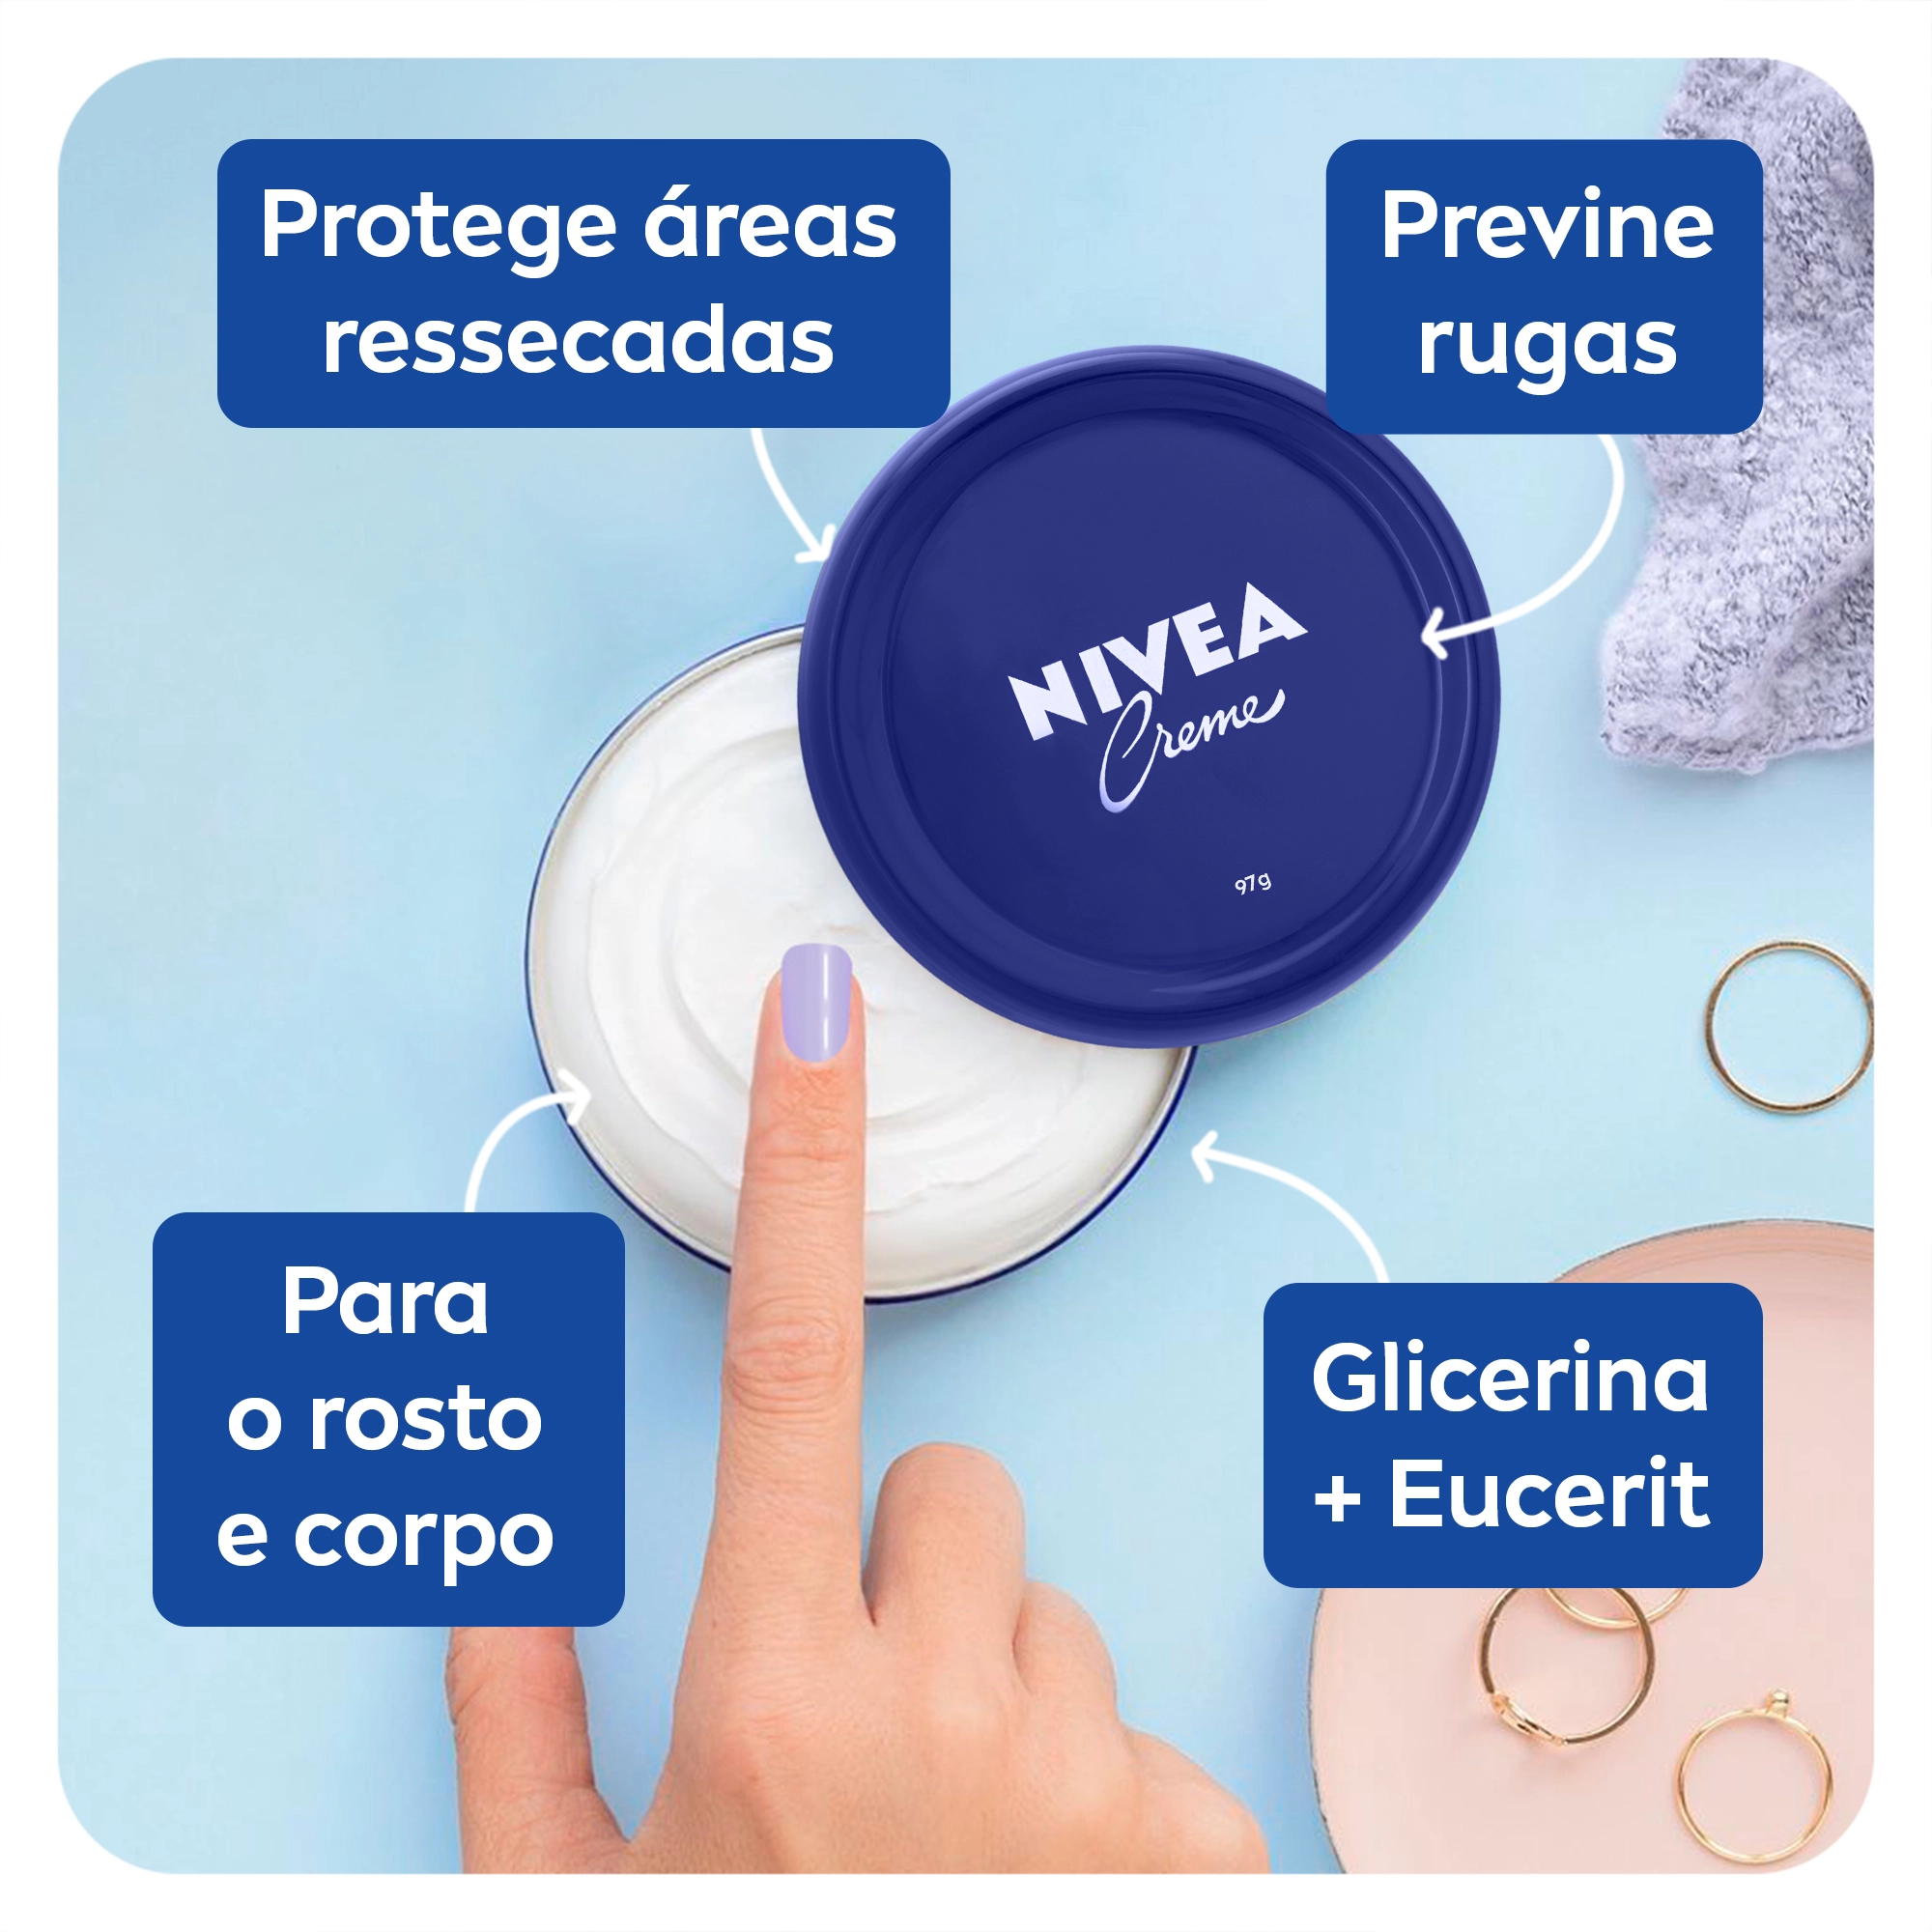 Protege áreas
ressecadas
Previne
rugas
NIVEA
Creme
97g
Para
o rosto
e corpo
Glicerina
+ Eucerit